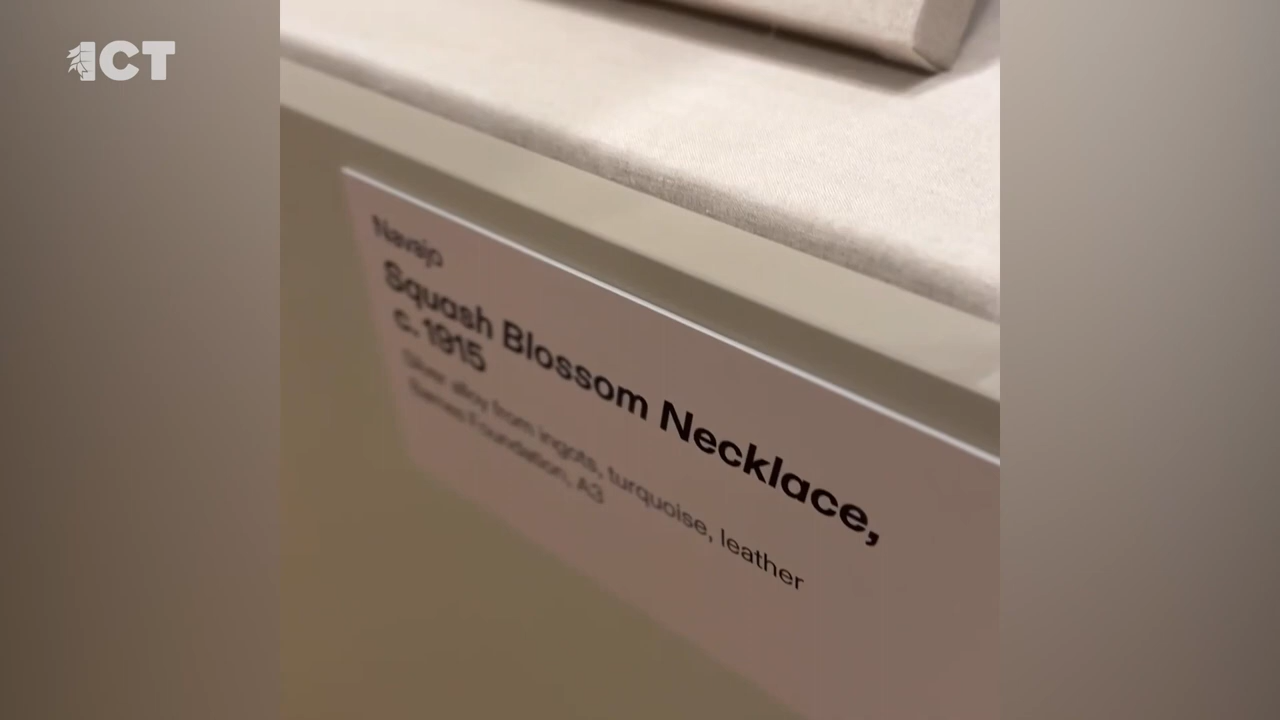 ICT
Navajo
Squash Blossom Necklace,
c. 1915
Silver alloy from ingots, turquoise, leather
Barnes Foundation, A3